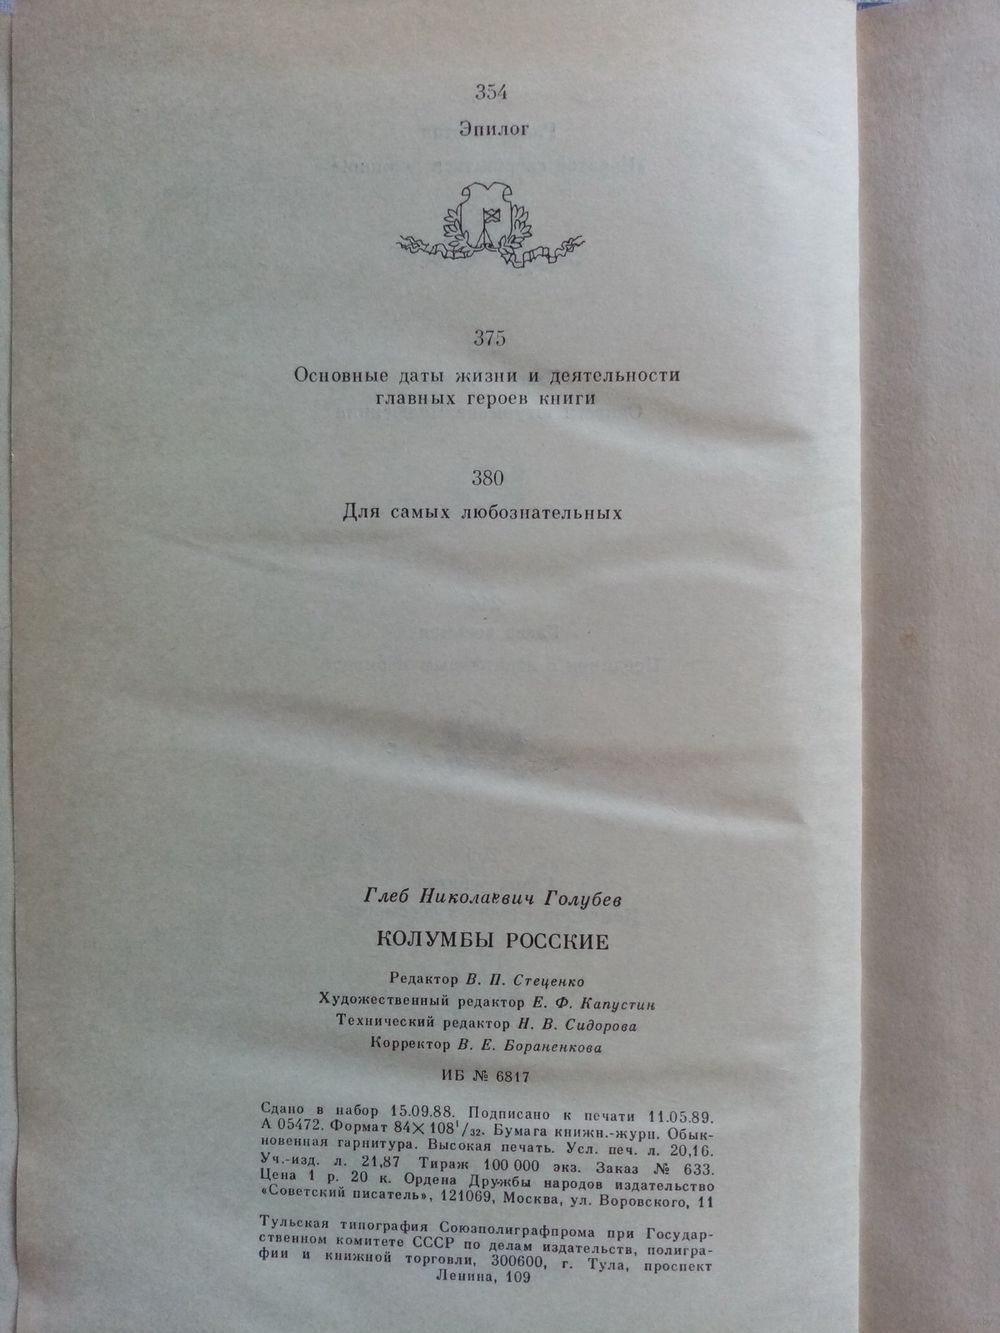 354
Эпилог
375
Основные даты жизни и деятельности
главных героев книги
380
Для самых любознательных
Глеб Николаевич Голубев
КОЛУМБЫ РОССКИЕ
Редактор В. П. Стеценко
Художественный редактор Е. Ф. Капустин
Технический редактор Н. В. Сидорова
Корректор В. Е. Бораненкова
ИБ № 6817
Сдано в набор 15.09.88. Подписано к печати 11.05.89.
А 05472. Формат 84×108¹/₃₂. Бумага книжн.-журн. Обык-
новенная гарнитура. Высокая печать. Усл. печ. л. 20,16.
Уч.-изд. л. 21,87 Тираж 100 000 экз. Заказ № 633.
Цена 1 р. 20 к. Ордена Дружбы народов издательство
«Советский писатель», 121069, Москва, ул. Воровского, 11
Тульская типография Союзполиграфпрома при Государ-
ственном комитете СССР по делам издательств, полигра-
фии и книжной торговли, 300600, г. Тула, проспект
Ленина, 109